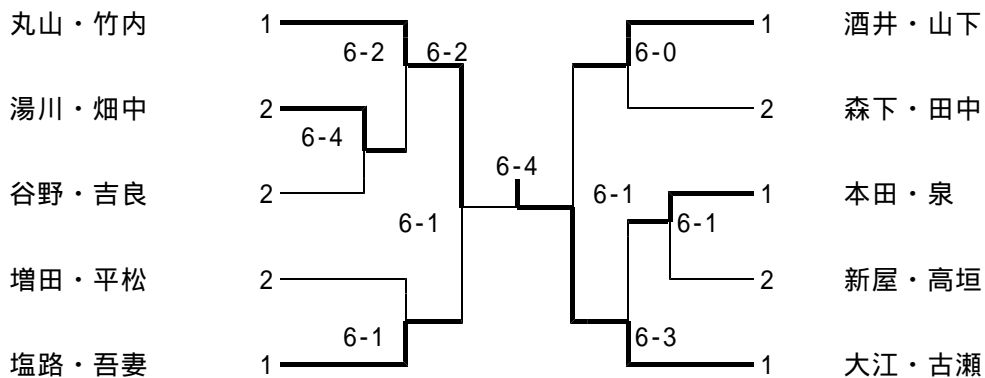 丸山・竹内 1 1 酒井・山下
6-2 6-2 6-0
湯川・畑中 2 2 森下・田中
6-4
6-4
谷野・吉良 2 6-1 1 本田・泉
6-1 6-1
増田・平松 2 2 新屋・高垣
6-1 6-3
塩路・吾妻 1 1 大江・古瀬